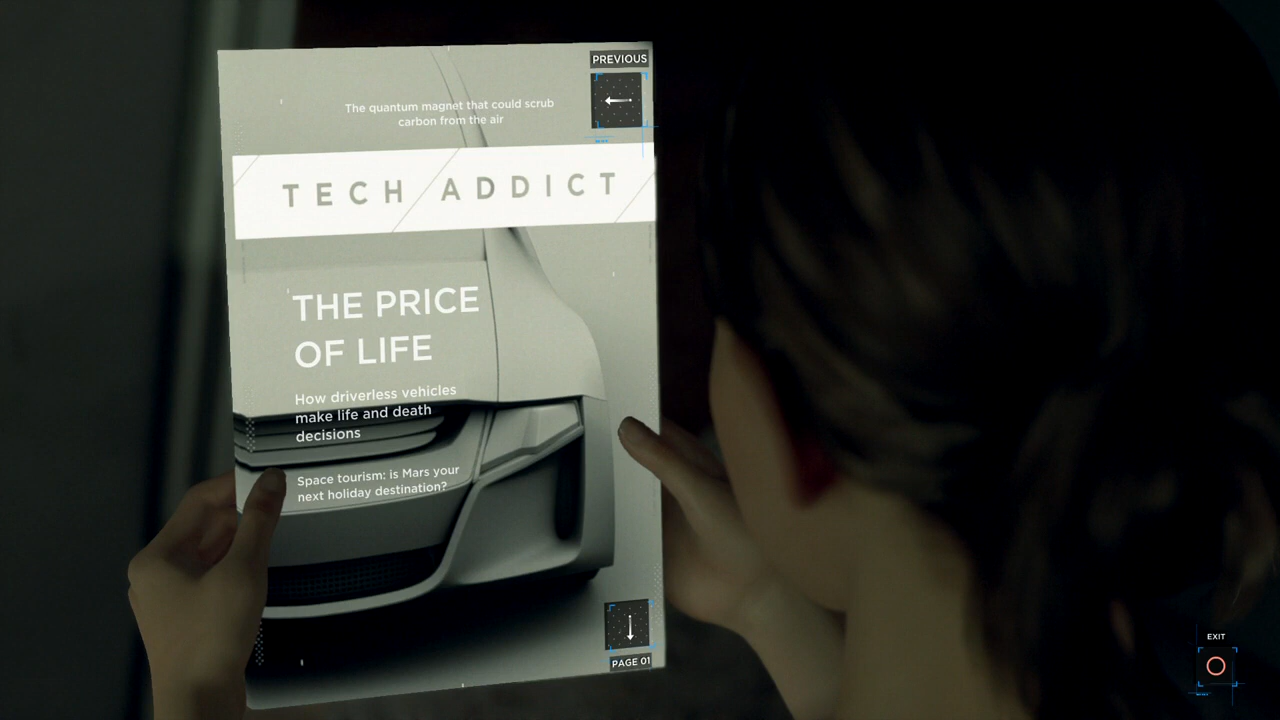 PREVIOUS
The quantum magnet that could scrub
carbon from the air
TECH ADDICT
THE PRICE
OF LIFE
How driverless vehicles
make life and death
decisions
Space tourism: is Mars your
next holiday destination?
PAGE 01
EXIT